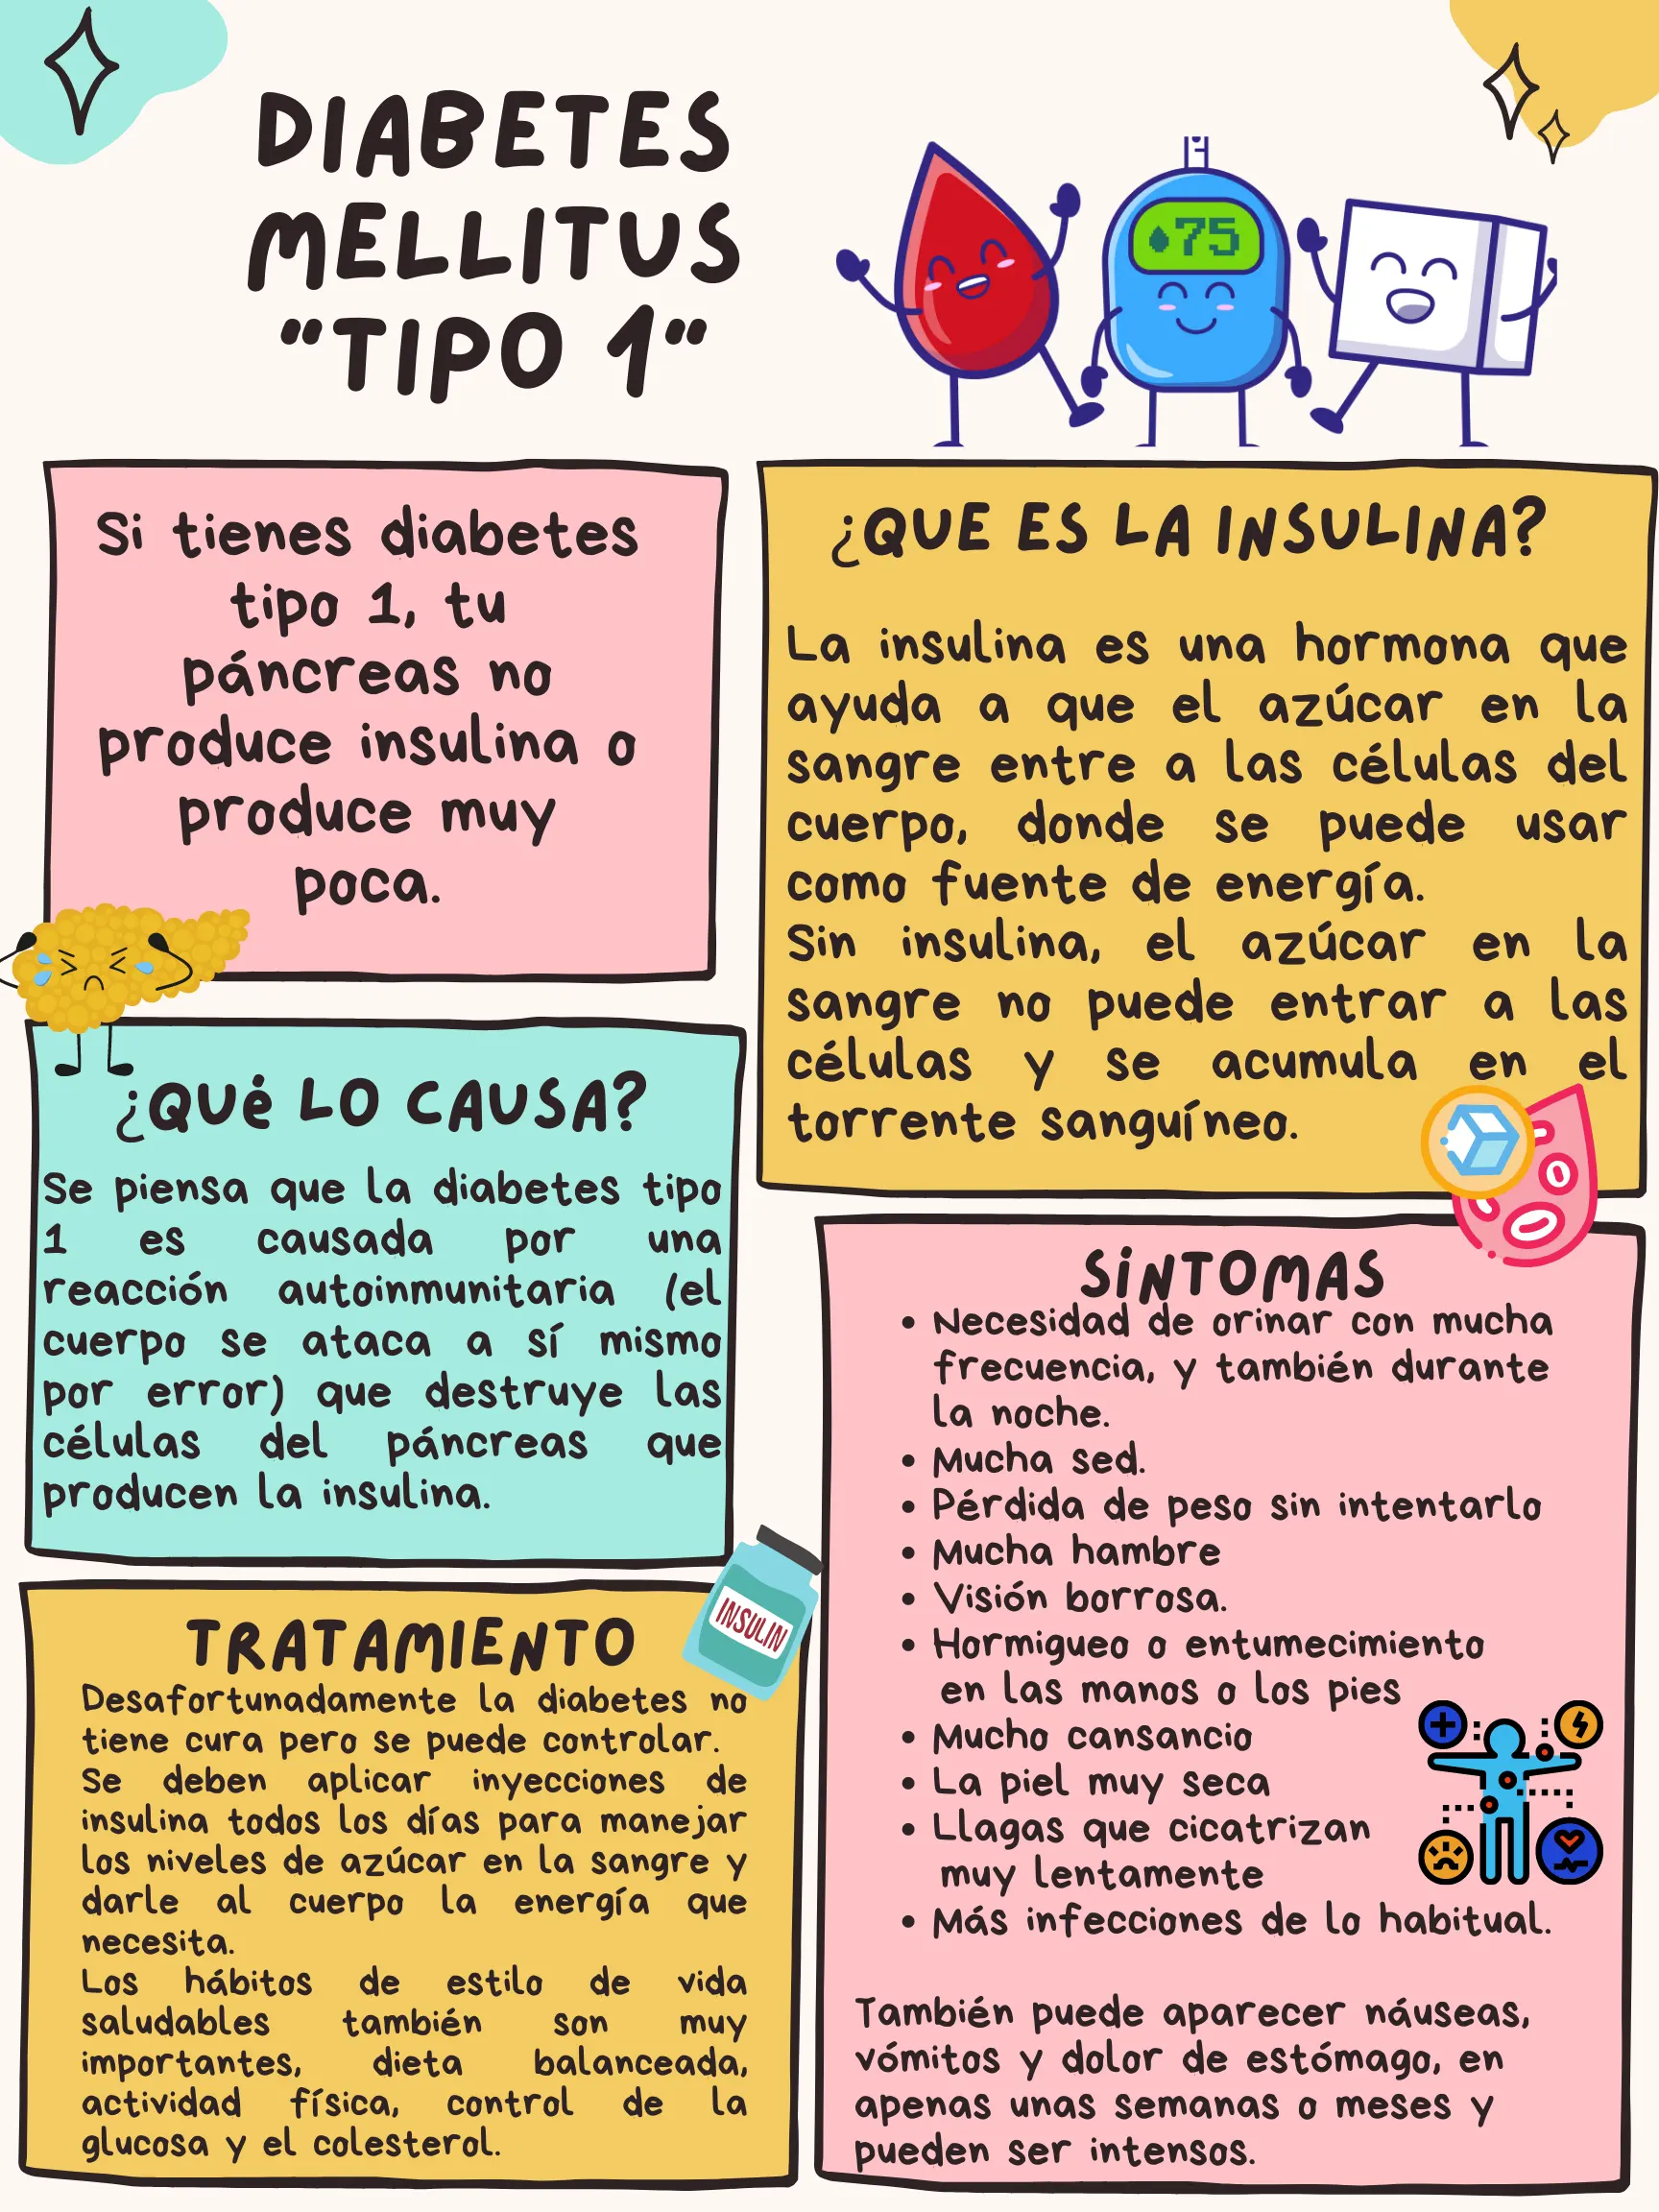 DIABETES
MELLITUS
"TIPO 1"
75
Si tienes diabetes
tipo 1, tu
páncreas no
produce insulina o
produce muy
poca.
¿QUE ES LA INSULINA?
La insulina es una hormona que
ayuda a que el azúcar en la
sangre entre a las células del
cuerpo, donde se puede usar
como fuente de energía.
Sin insulina, el azúcar en la
sangre no puede entrar a las
células y se acumula en el
torrente sanguíneo.
¿QUé LO CAUSA?
Se piensa que la diabetes tipo
1 es causada por una
reacción autoinmunitaria (el
cuerpo se ataca a sí mismo
por error) que destruye las
células del páncreas que
producen la insulina.
INSULIN
TRATAMIENTO
Desafortunadamente la diabetes no
tiene cura pero se puede controlar.
Se deben aplicar inyecciones de
insulina todos los días para manejar
los niveles de azúcar en la sangre y
darle al cuerpo la energía que
necesita.
Los hábitos de estilo de vida
saludables también son muy
importantes, dieta balanceada,
actividad física, control de la
glucosa y el colesterol.
SíNTOMAS
• Necesidad de orinar con mucha
frecuencia, y también durante
la noche.
• Mucha sed.
• Pérdida de peso sin intentarlo
• Mucha hambre
• Visión borrosa.
• Hormigueo o entumecimiento
en las manos o los pies
• Mucho cansancio
• La piel muy seca
• Llagas que cicatrizan
muy lentamente
• Más infecciones de lo habitual.
También puede aparecer náuseas,
vómitos y dolor de estómago, en
apenas unas semanas o meses y
pueden ser intensos.